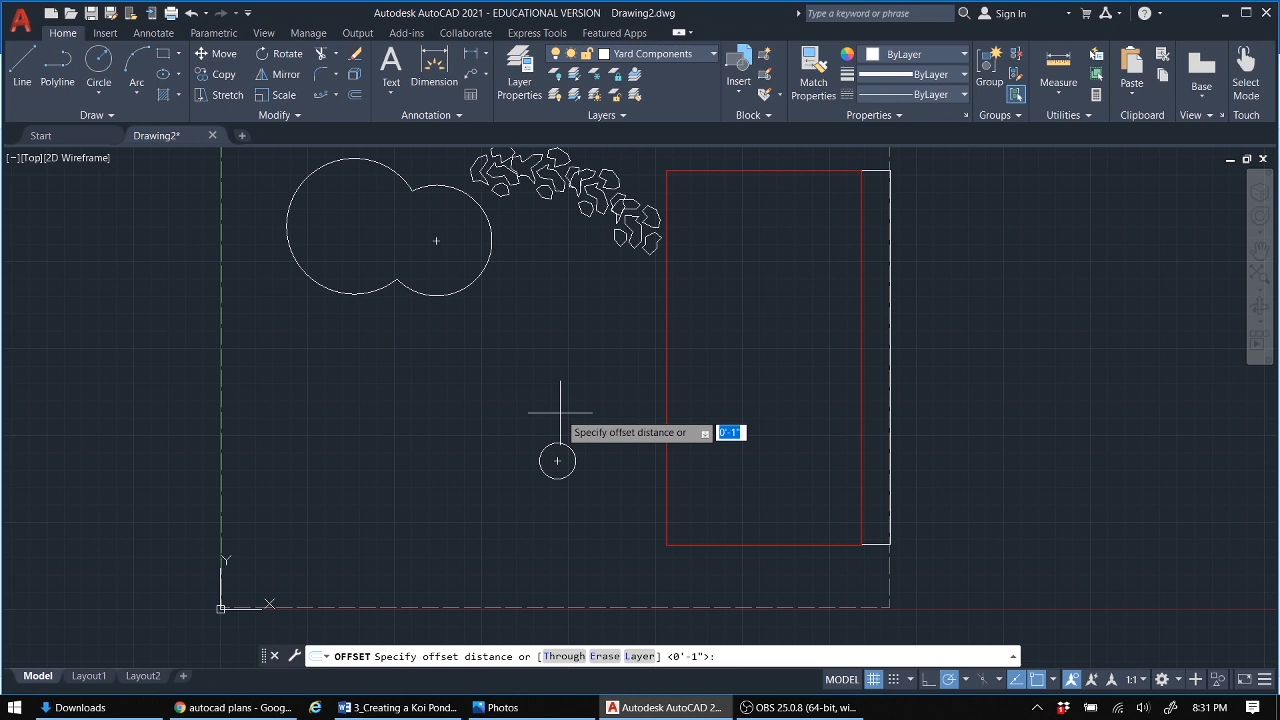 Autodesk AutoCAD 2021 - EDUCATIONAL VERSION Drawing2.dwg
Type a keyword or phrase
Sign In
Home Insert Annotate Parametric View Manage Output Add-ins Collaborate Express Tools Featured Apps
Line Polyline Circle Arc
Move Rotate
Copy Mirror
Stretch Scale
Text Dimension
Layer Properties
Yard Components
Insert
Match Properties
ByLayer
ByLayer
ByLayer
Group Measure Paste Base Select Mode
Draw Modify Annotation Layers Block Properties Groups Utilities Clipboard View Touch
Start Drawing2*
[−][Top][2D Wireframe]
Specify offset distance or 0'-1"
Y
X
OFFSET Specify offset distance or [Through Erase Layer] <0'-1">:
Model Layout1 Layout2 MODEL 1:1
Downloads autocad plans - Goog... 3_Creating a Koi Pond... Photos Autodesk AutoCAD 2... OBS 25.0.8 (64-bit, wi... 8:31 PM